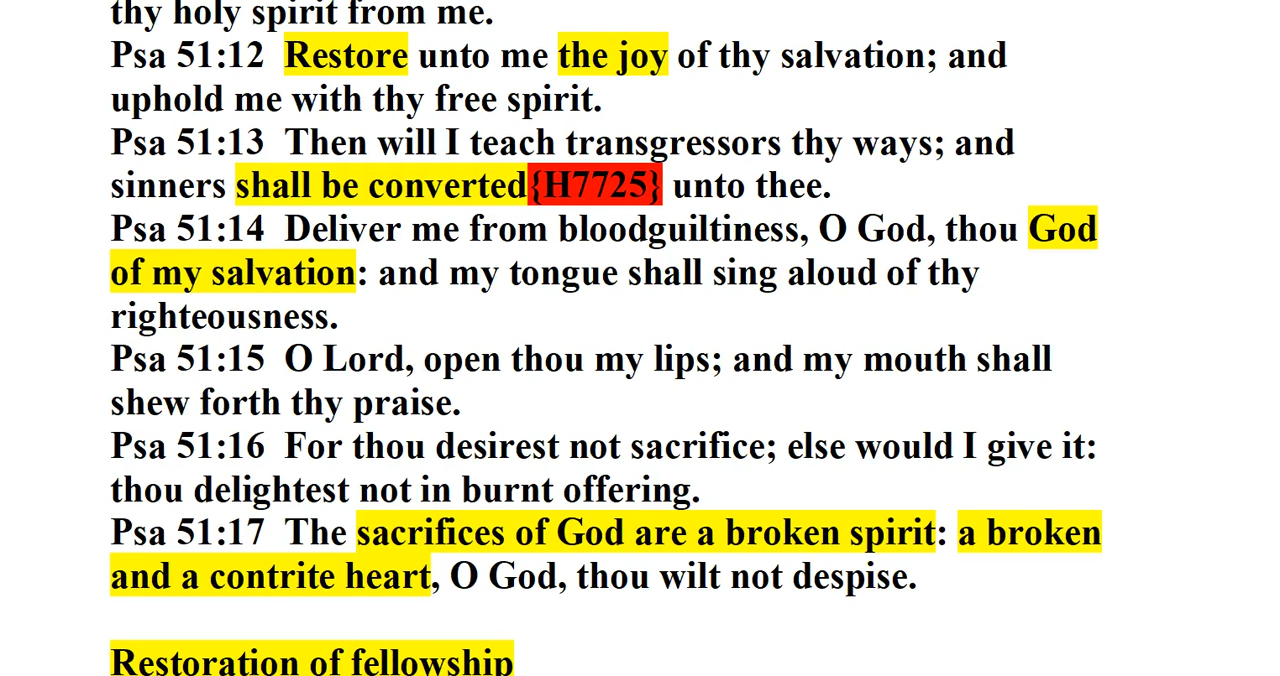 thy holy spirit from me.
Psa 51:12  Restore unto me the joy of thy salvation; and
uphold me with thy free spirit.
Psa 51:13  Then will I teach transgressors thy ways; and
sinners shall be converted{H7725} unto thee.
Psa 51:14  Deliver me from bloodguiltiness, O God, thou God
of my salvation: and my tongue shall sing aloud of thy
righteousness.
Psa 51:15  O Lord, open thou my lips; and my mouth shall
shew forth thy praise.
Psa 51:16  For thou desirest not sacrifice; else would I give it:
thou delightest not in burnt offering.
Psa 51:17  The sacrifices of God are a broken spirit: a broken
and a contrite heart, O God, thou wilt not despise.
Restoration of fellowship